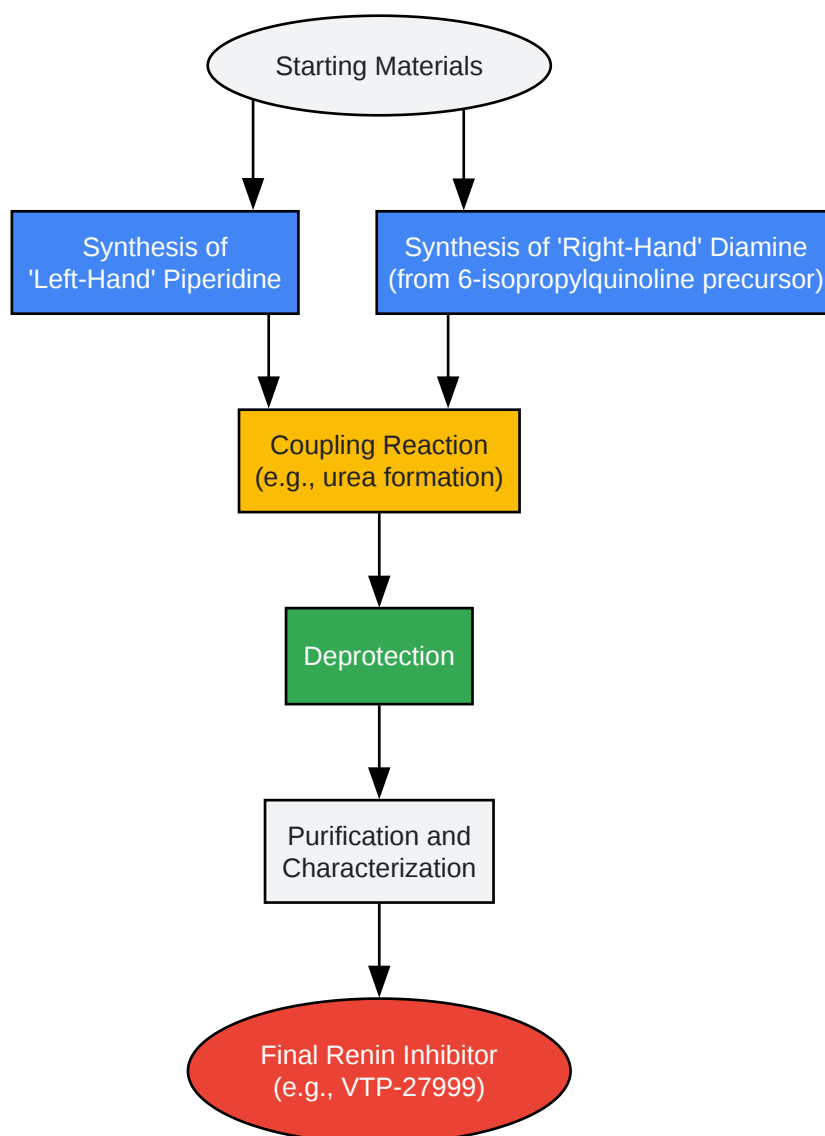 Starting Materials
Synthesis of
'Left-Hand' Piperidine
Synthesis of 'Right-Hand' Diamine
(from 6-isopropylquinoline precursor)
Coupling Reaction
(e.g., urea formation)
Deprotection
Purification and
Characterization
Final Renin Inhibitor
(e.g., VTP-27999)